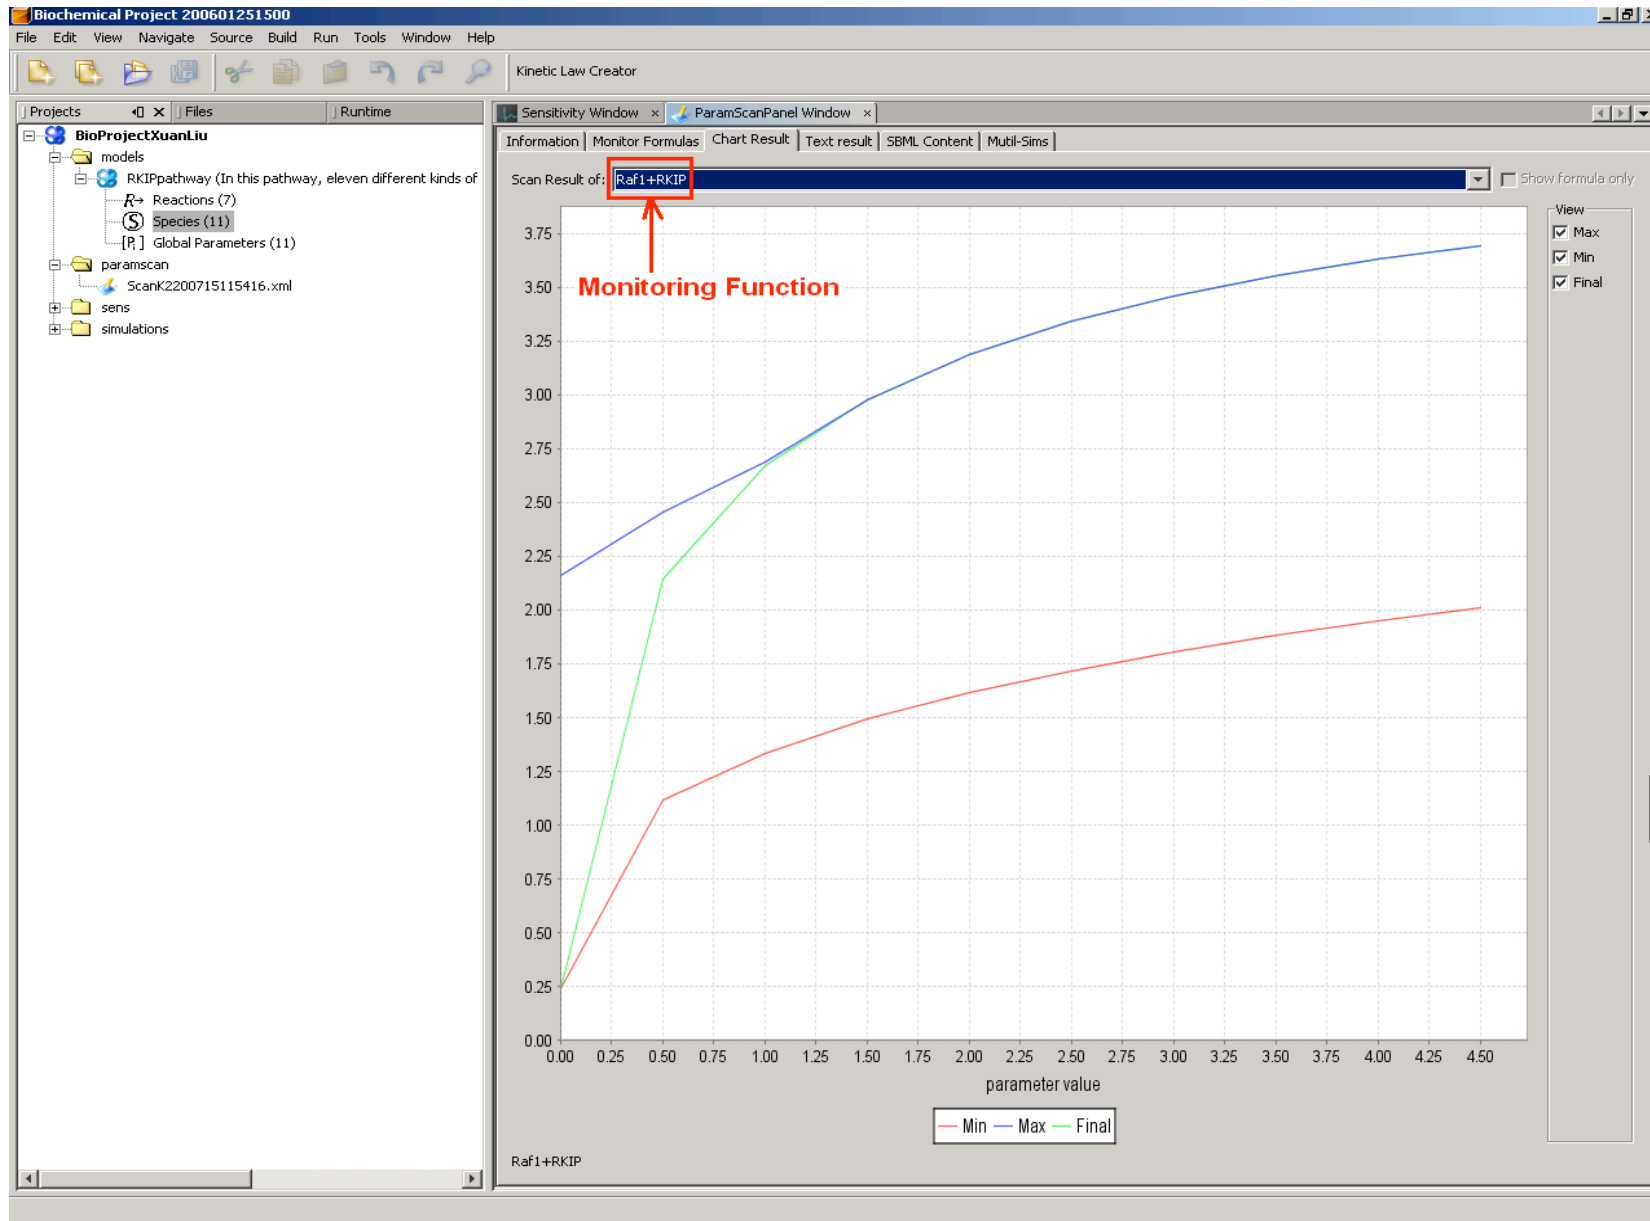 Biochemical Project 200601251500
File Edit View Navigate Source Build Run Tools Window Help
Kinetic Law Creator
Projects Files Runtime
BioProjectXuanLiu
models
RKIPpathway (In this pathway, eleven different kinds of
R→ Reactions (7)
S Species (11)
[P,] Global Parameters (11)
paramscan
ScanK2200715115416.xml
sens
simulations
Sensitivity Window × ParamScanPanel Window ×
Information Monitor Formulas Chart Result Text result SBML Content Mutil-Sims
Scan Result of: Raf1+RKIP Show formula only
Monitoring Function
View
Max
Min
Final
3.75
3.50
3.25
3.00
2.75
2.50
2.25
2.00
1.75
1.50
1.25
1.00
0.75
0.50
0.25
0.00
0.00 0.25 0.50 0.75 1.00 1.25 1.50 1.75 2.00 2.25 2.50 2.75 3.00 3.25 3.50 3.75 4.00 4.25 4.50
parameter value
Min Max Final
Raf1+RKIP